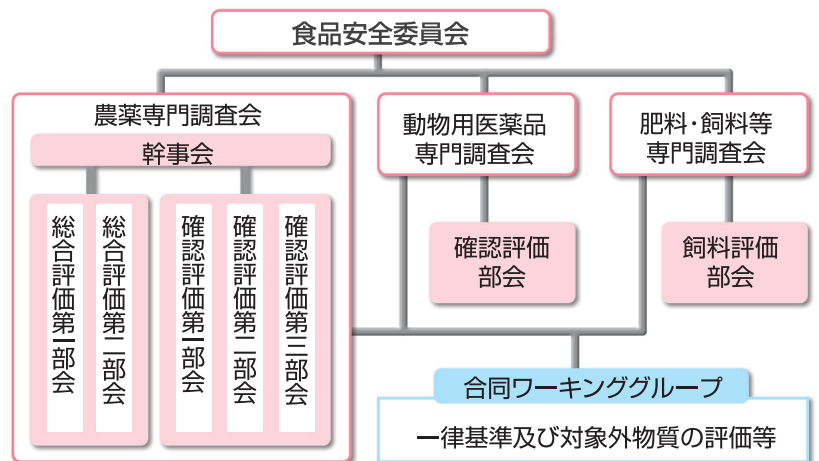 食品安全委員会
農薬専門調査会
幹事会
総合評価第一部会
総合評価第二部会
確認評価第一部会
確認評価第二部会
確認評価第三部会
動物用医薬品
専門調査会
確認評価
部会
肥料・飼料等
専門調査会
飼料評価
部会
合同ワーキンググループ
一律基準及び対象外物質の評価等